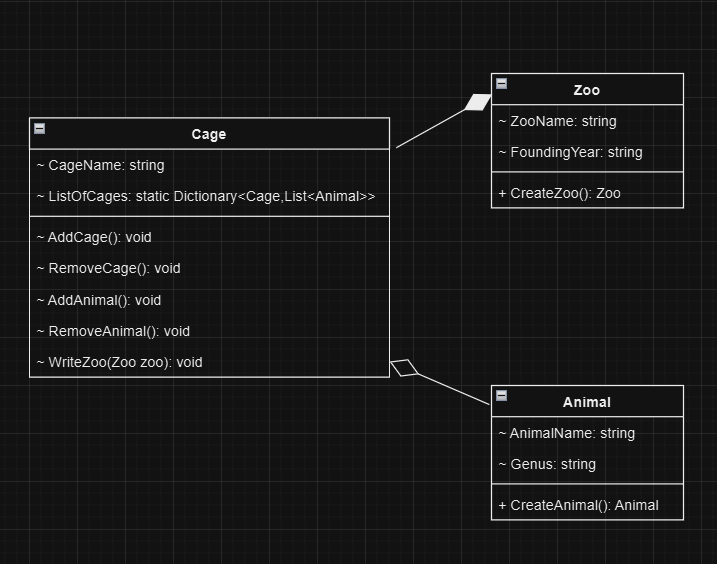 Cage
~ CageName: string
~ ListOfCages: static Dictionary<Cage,List<Animal>>
~ AddCage(): void
~ RemoveCage(): void
~ AddAnimal(): void
~ RemoveAnimal(): void
~ WriteZoo(Zoo zoo): void
Zoo
~ ZooName: string
~ FoundingYear: string
+ CreateZoo(): Zoo
Animal
~ AnimalName: string
~ Genus: string
+ CreateAnimal(): Animal